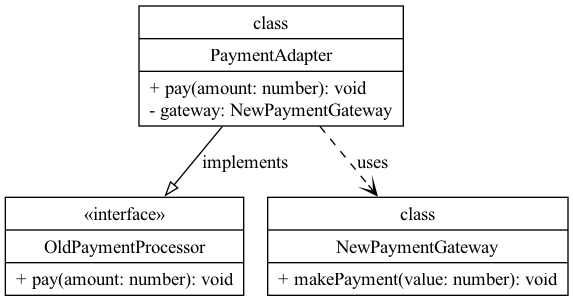 class
PaymentAdapter
+ pay(amount: number): void
- gateway: NewPaymentGateway
implements
uses
«interface»
OldPaymentProcessor
+ pay(amount: number): void
class
NewPaymentGateway
+ makePayment(value: number): void